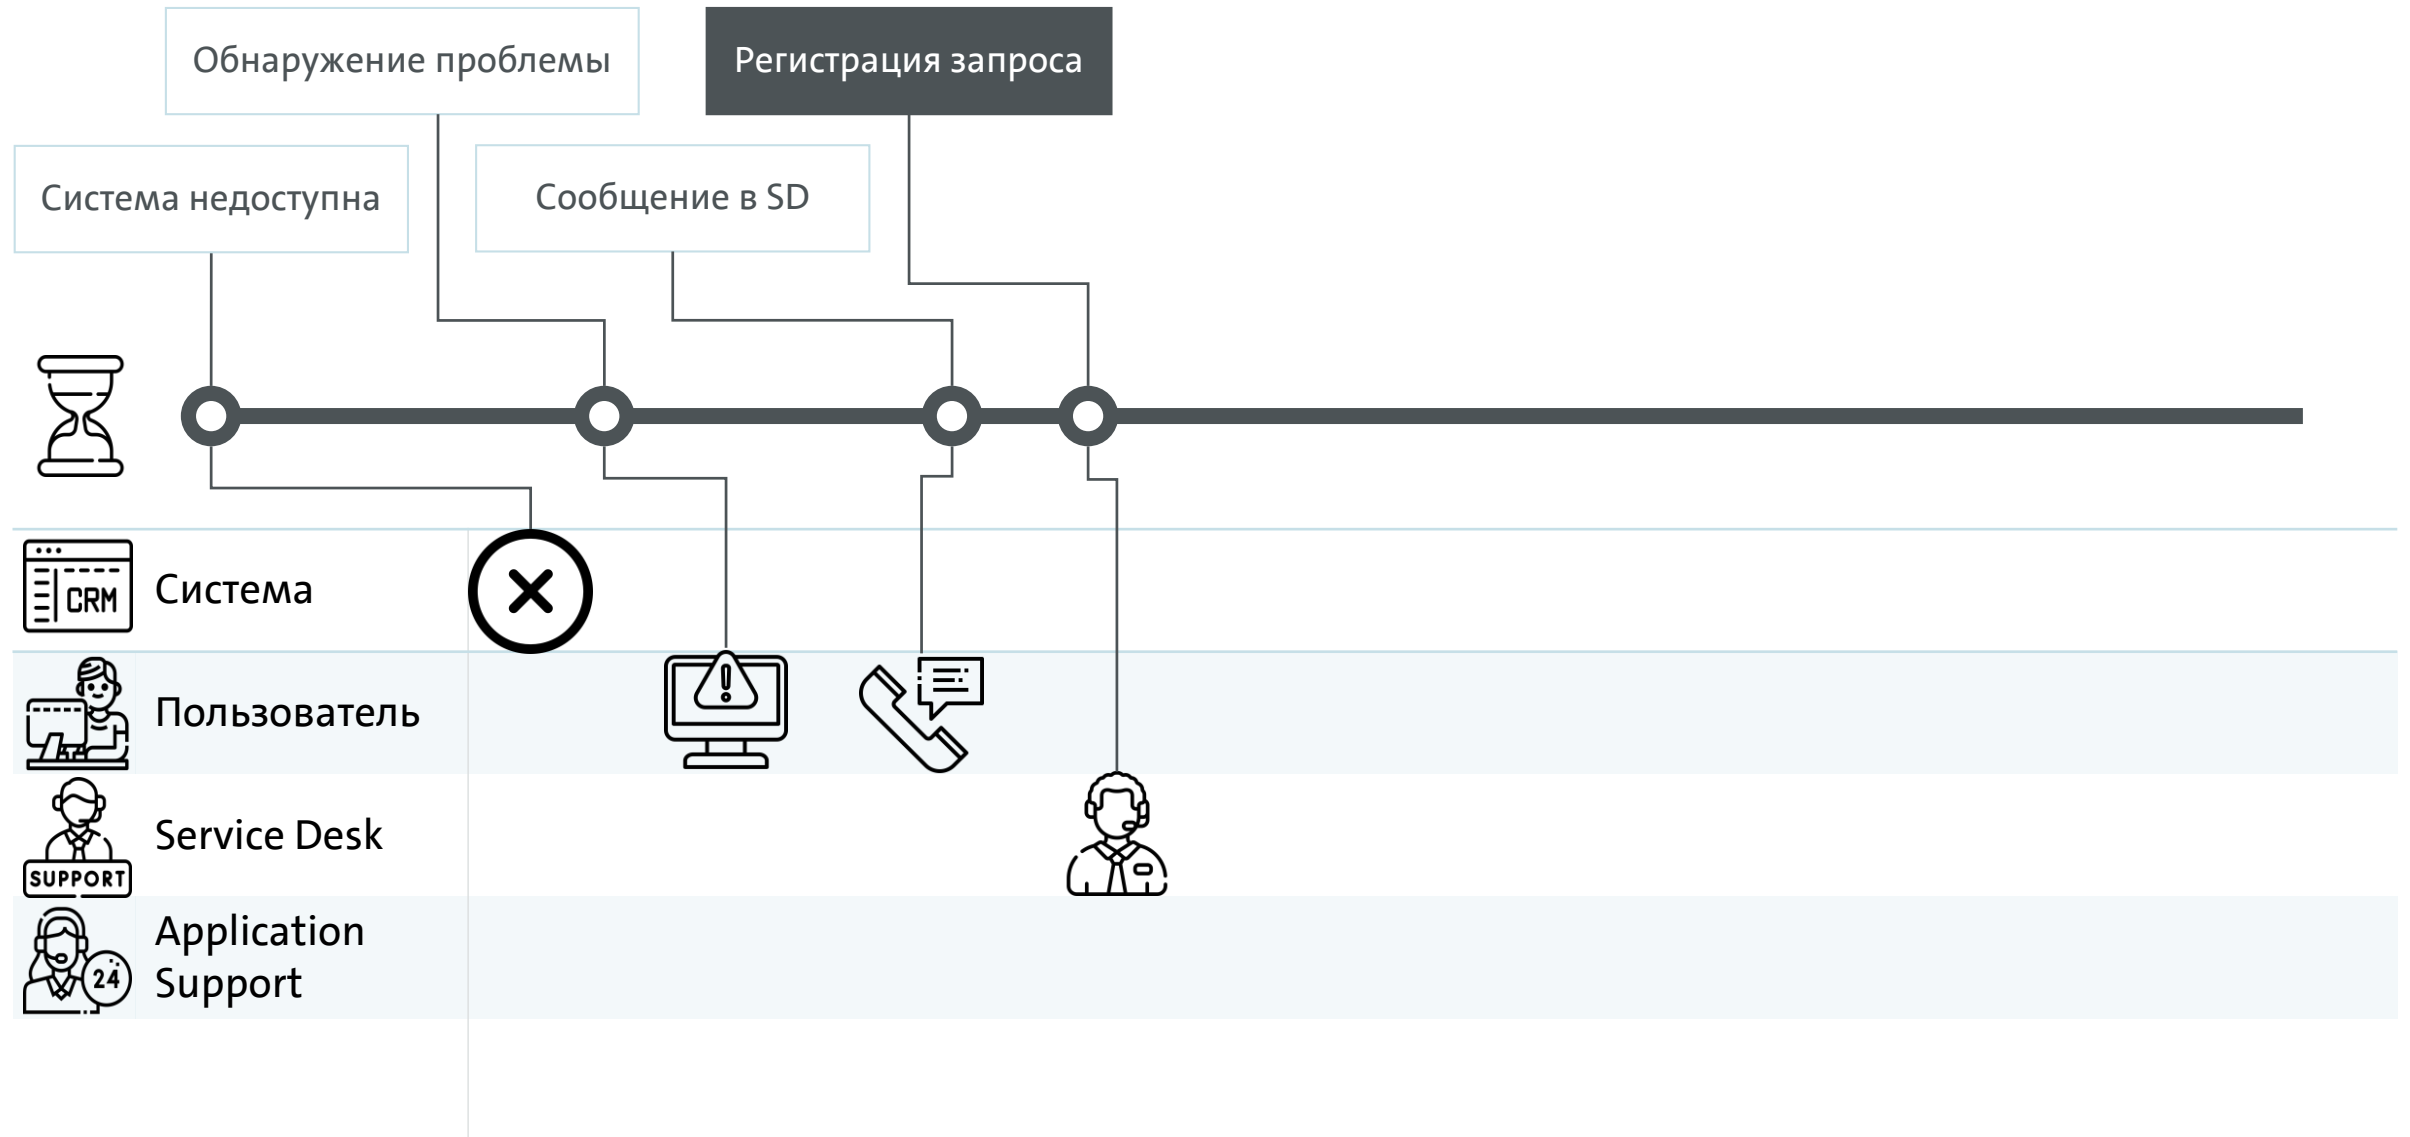 Обнаружение проблемы
Регистрация запроса
Система недоступна
Сообщение в SD
CRM
Система
Пользователь
Service Desk
SUPPORT
Application
Support
24